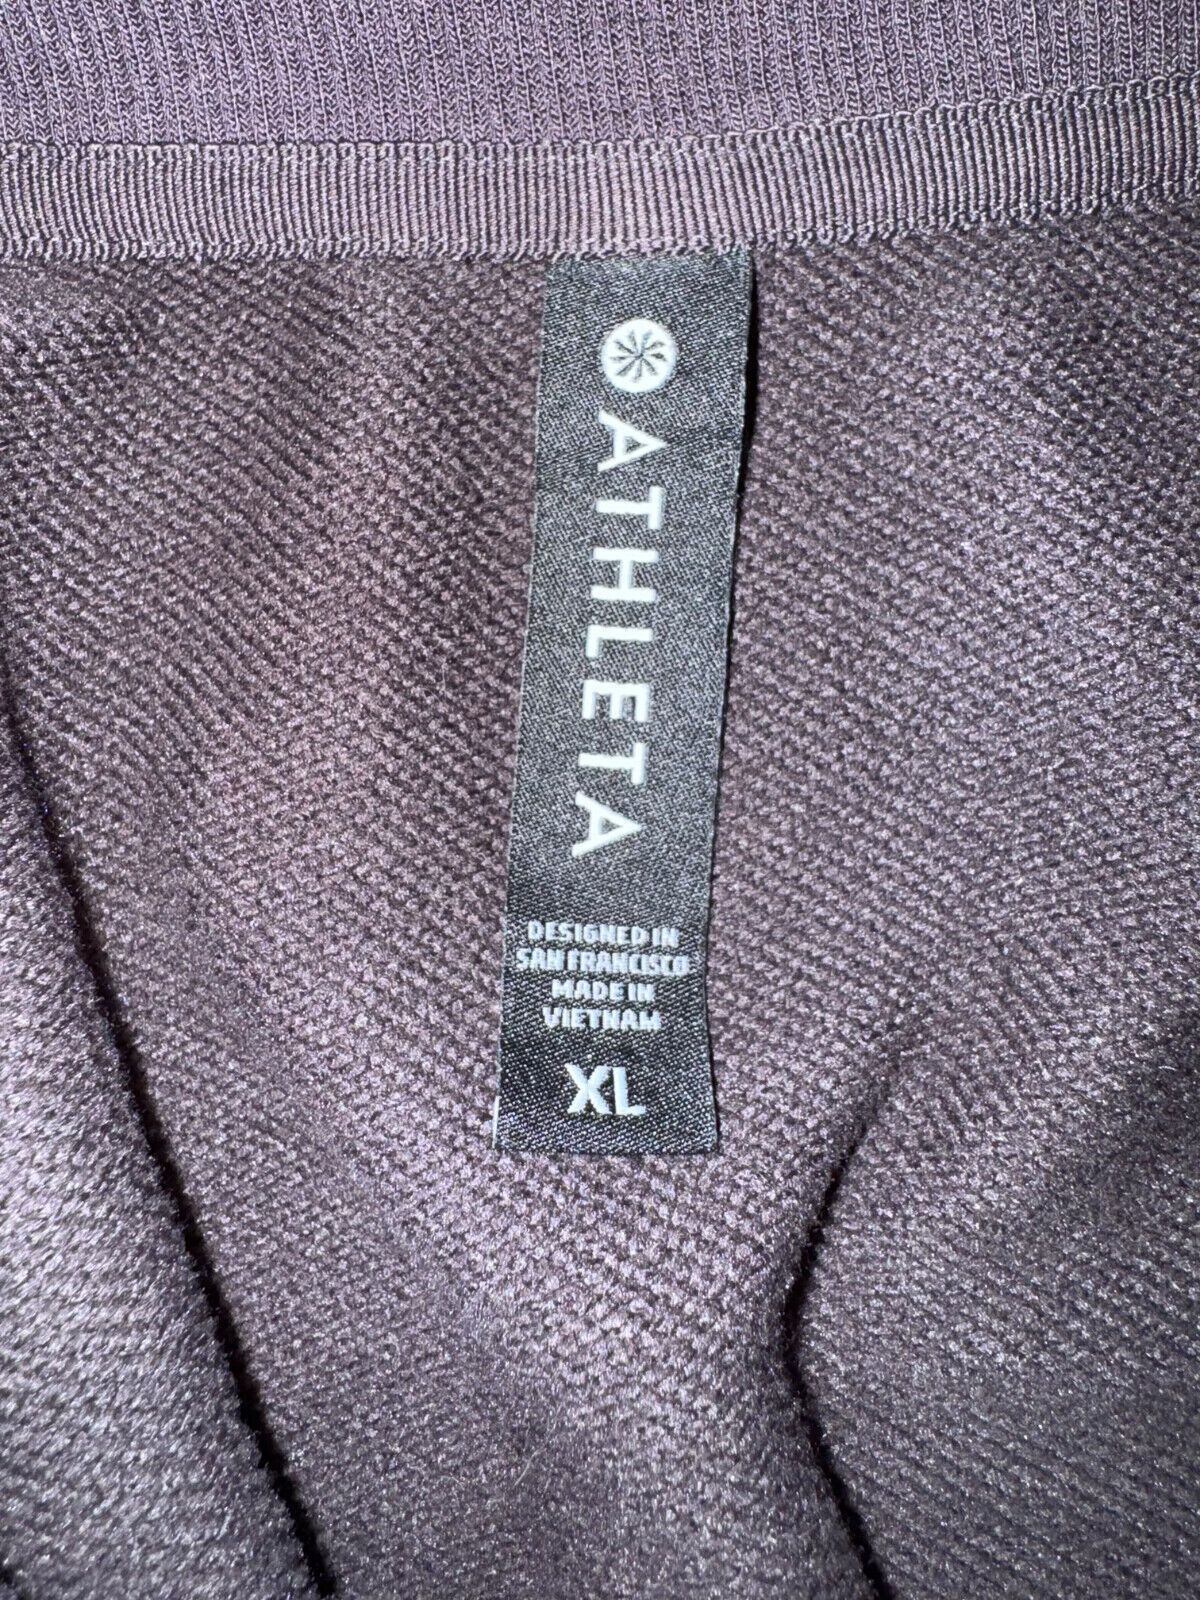 ATHLETA
DESIGNED IN
SAN FRANCISCO
MADE IN
VIETNAM
XL